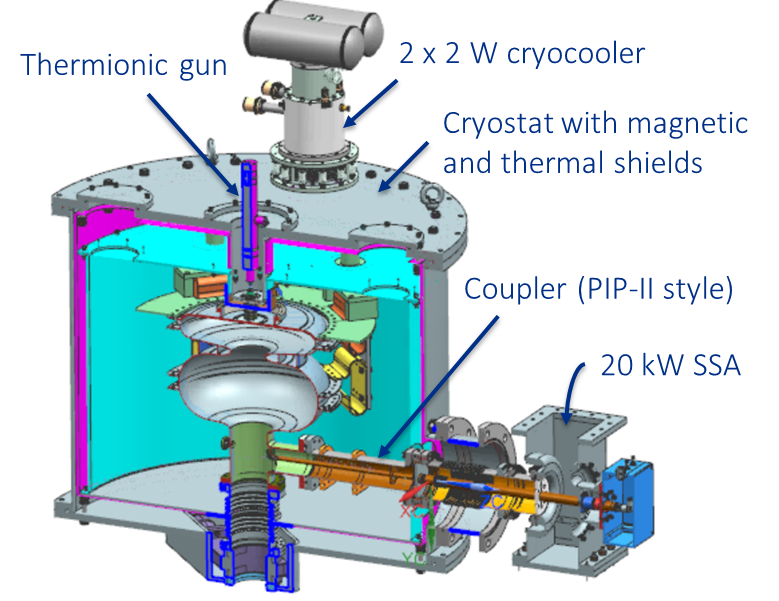 Thermionic gun
2 x 2 W cryocooler
Cryostat with magnetic
and thermal shields
Coupler (PIP-II style)
20 kW SSA